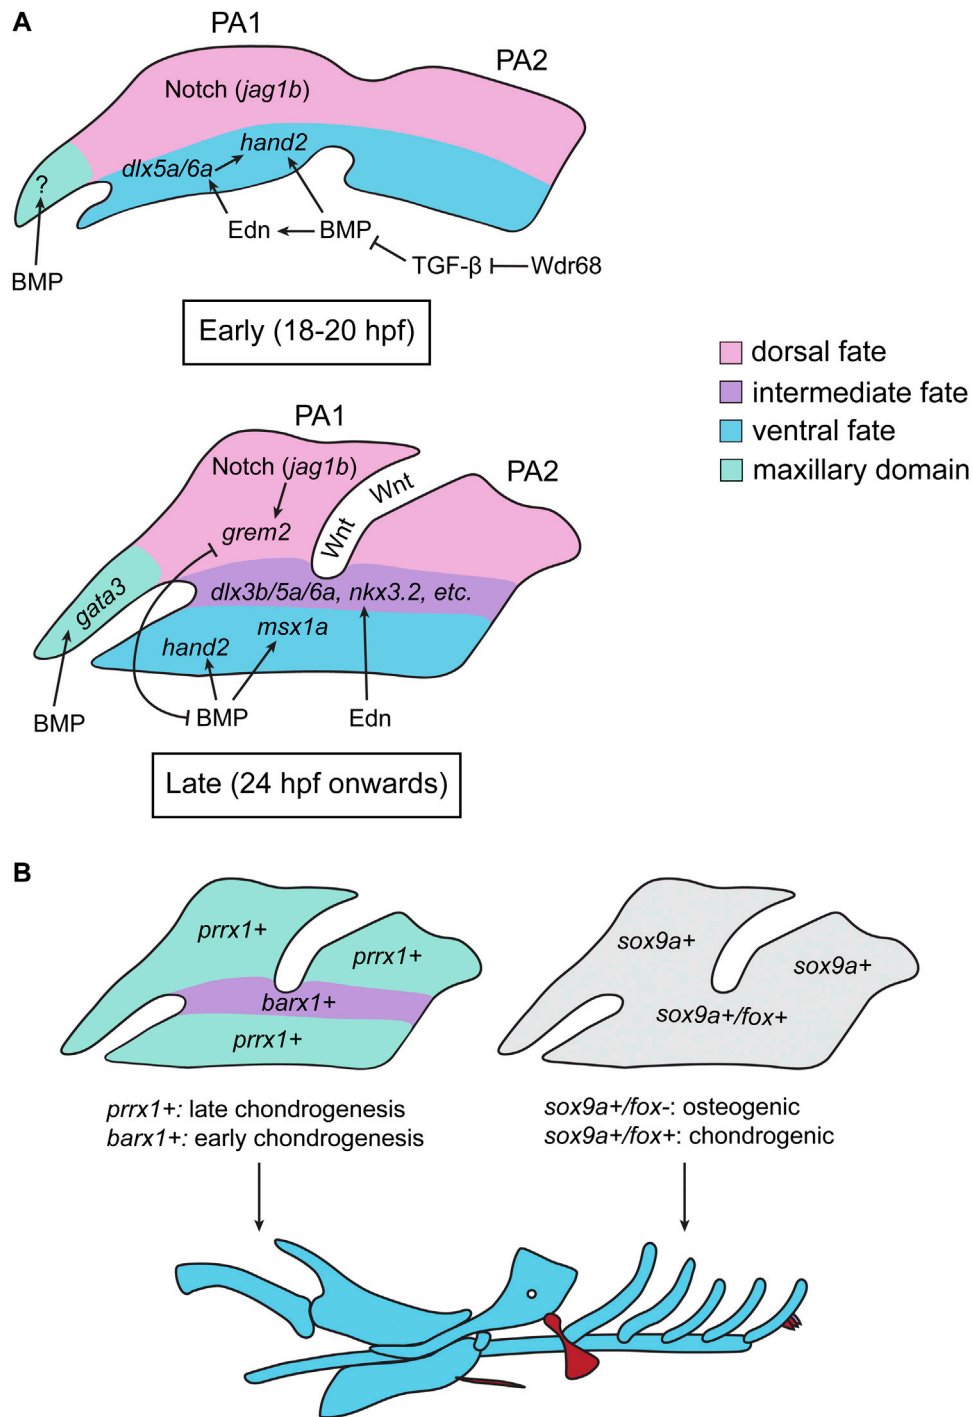 A
PA1
PA2
Notch (jag1b)
hand2
dlx5a/6a
?
Edn
BMP
TGF-β
Wdr68
BMP
Early (18-20 hpf)
dorsal fate
intermediate fate
ventral fate
maxillary domain
PA1
PA2
Notch (jag1b)
Wnt
Wnt
grem2
gata3
dlx3b/5a/6a, nkx3.2, etc.
msx1a
hand2
BMP
BMP
Edn
Late (24 hpf onwards)
B
prrx1+
prrx1+
barx1+
prrx1+
sox9a+
sox9a+
sox9a+/fox+
prrx1+: late chondrogenesis
barx1+: early chondrogenesis
sox9a+/fox-: osteogenic
sox9a+/fox+: chondrogenic